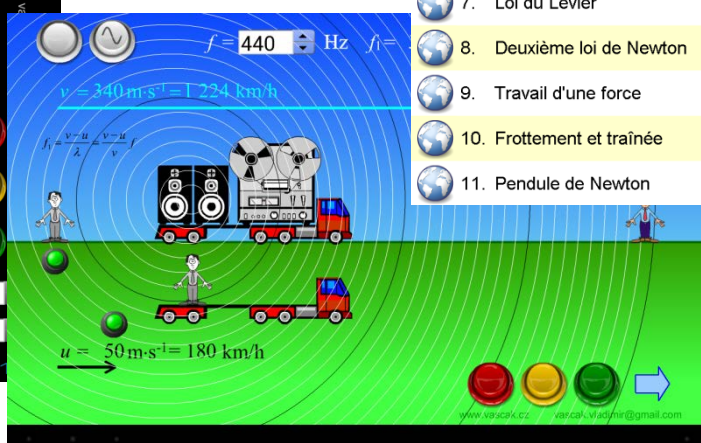 7. Loi du Levier
8. Deuxième loi de Newton
9. Travail d'une force
10. Frottement et traînée
11. Pendule de Newton
f = 440 Hz f₁ =
v = 340 m·s⁻¹ = 1 224 km/h
f₁ = v − u / λ = v − u / v f
u = 50 m·s⁻¹ = 180 km/h
www.vascak.cz vascak.vladimir@gmail.com